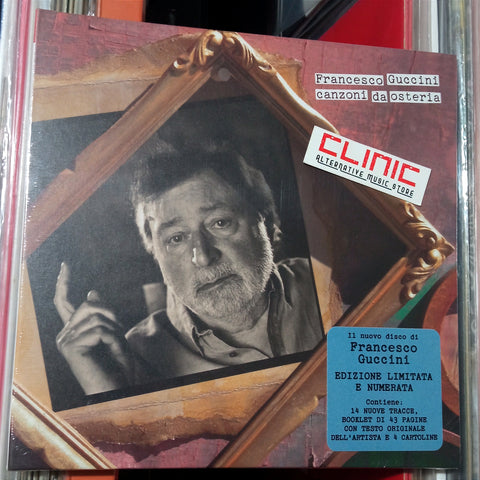 Francesco Guccini
canzoni da osteria
CLINIC
ALTERNATIVE MUSIC STORE
Il nuovo disco di
Francesco
Guccini
EDIZIONE LIMITATA
E NUMERATA
Contiene:
14 NUOVE TRACCE,
BOOKLET DI 43 PAGINE
CON TESTO ORIGINALE
DELL'ARTISTA E 4 CARTOLINE